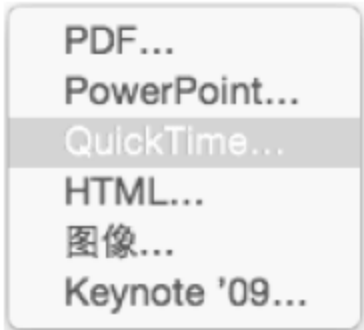 PDF...
PowerPoint...
QuickTime...
HTML...
图像...
Keynote ’09...